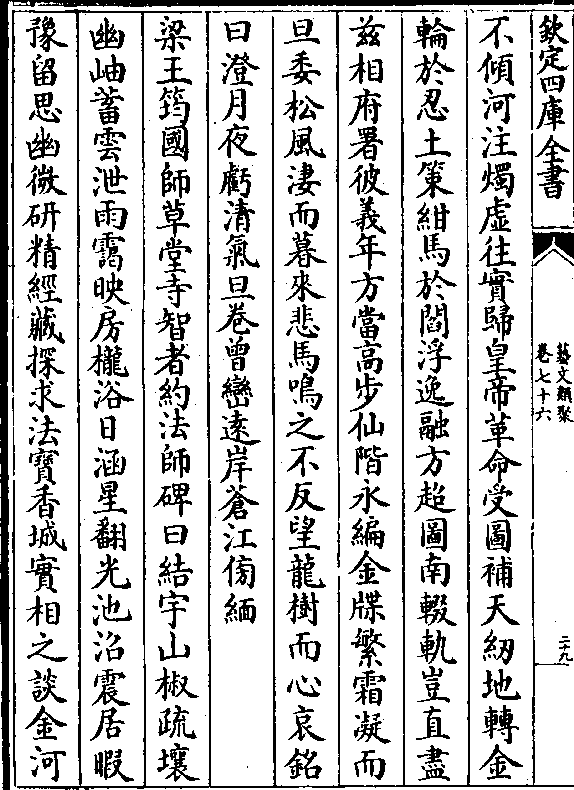 欽定四庫全書
藝文類聚
卷七十六
二十九
不傾河注燭虛往實歸皇帝革命受圖補天紉地轉金
輪於忍土策紺馬於閻浮逸融方超圖南輟軌豈直盡
兹相府署彼義年方當高步仙階永編金牒繁霜凝而
旦委松風淒而暮來悲馬鳴之不反望龍樹而心哀銘
曰澄月夜虧清氣旦卷曾巒逺岸蒼江傍緬
梁王筠國師草堂寺智者約法師碑曰結宇山椒疏壤
幽岫蓄雲泄雨靄映房櫳浴日涵星翻光池沼震居暇
豫留思幽微研精經藏探求法寳香城實相之談金河